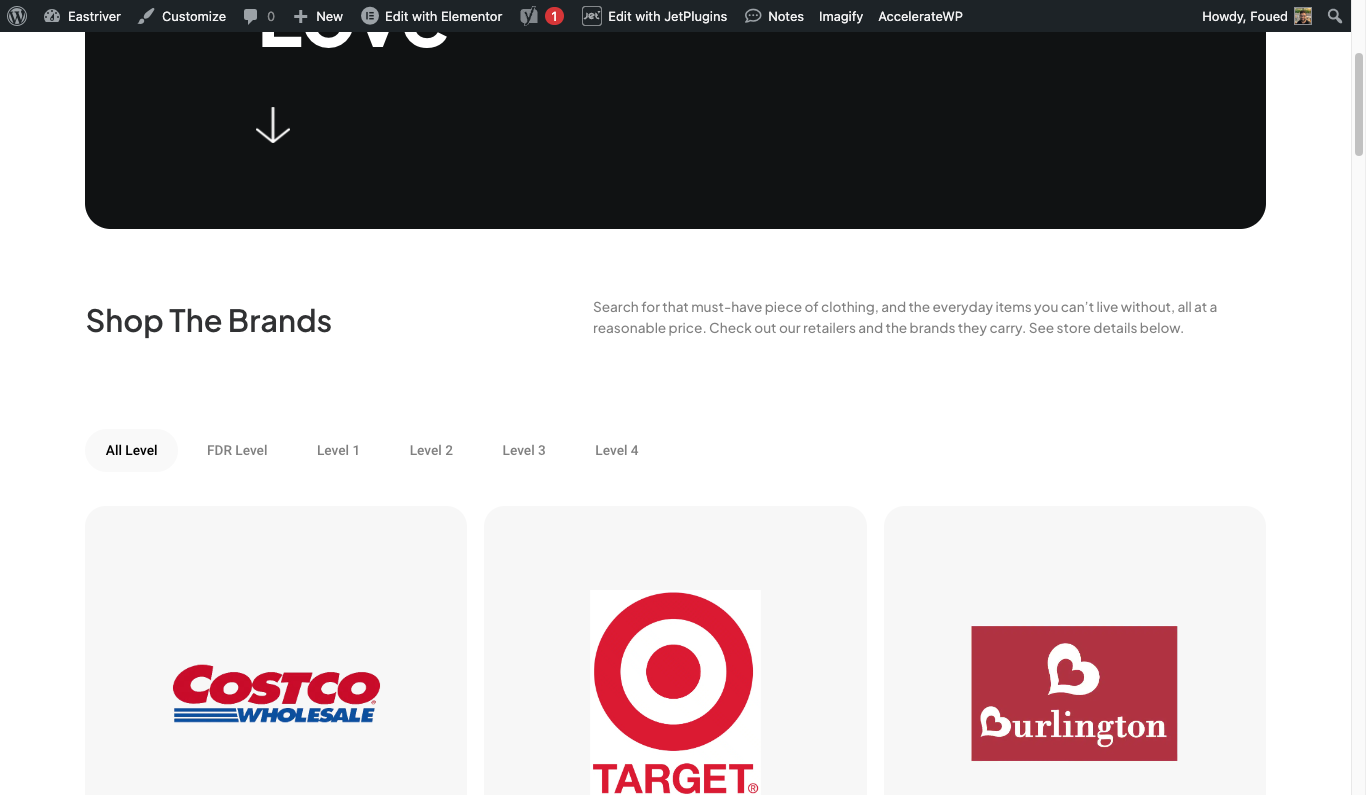 Eastriver
Customize
0
New
Edit with Elementor
1
Edit with JetPlugins
Notes
Imagify
AccelerateWP
Howdy, Foued
Love
Shop The Brands
Search for that must-have piece of clothing, and the everyday items you can't live without, all at a
reasonable price. Check out our retailers and the brands they carry. See store details below.
All Level
FDR Level
Level 1
Level 2
Level 3
Level 4
COSTCO
WHOLESALE
TARGET®
Burlington